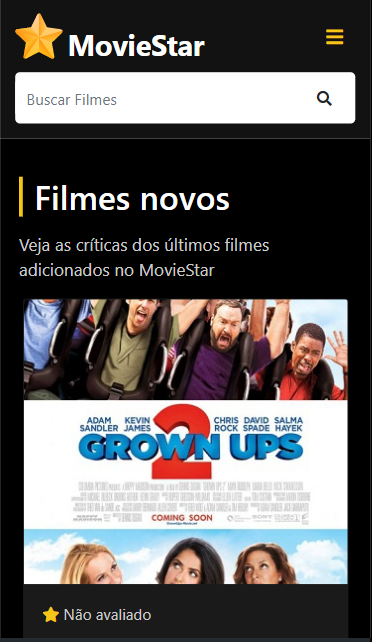 MovieStar
Buscar Filmes
Filmes novos
Veja as críticas dos últimos filmes
adicionados no MovieStar
ADAM SANDLER KEVIN JAMES CHRIS ROCK DAVID SPADE SALMA HAYEK
2
GROWN UPS
COMING SOON
Não avaliado